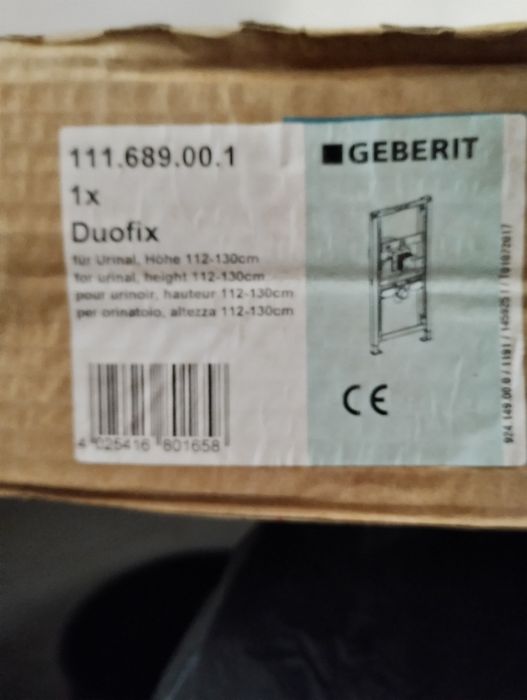 111.689.00.1
1x
Duofix
für Urinal, Höhe 112-130cm
for urinal, height 112-130cm
pour urinoir, hauteur 112-130cm
per orinatoio, altezza 112-130cm
4 025416 801658
GEBERIT
CE